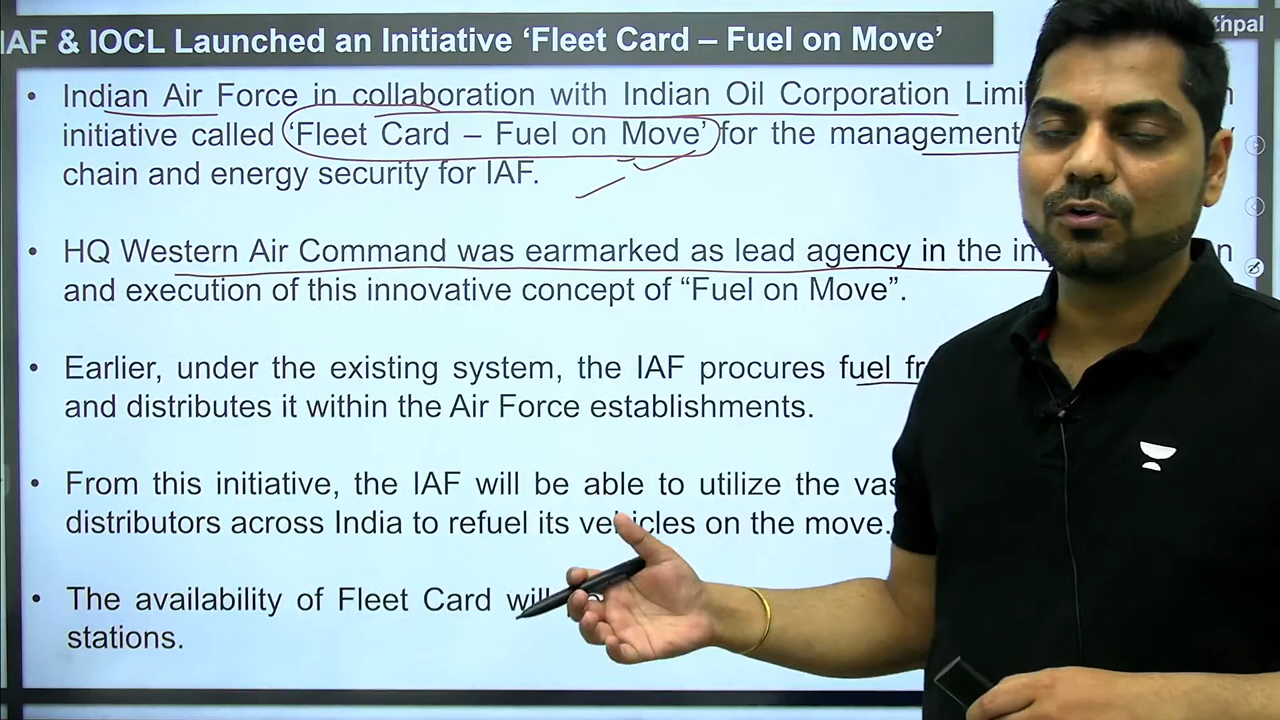 IAF & IOCL Launched an Initiative ‘Fleet Card – Fuel on Move’
thpal
• Indian Air Force in collaboration with Indian Oil Corporation
initiative called ‘Fleet Card – Fuel on Move’ for the management
chain and energy security for IAF.
• HQ Western Air Command was earmarked as lead agency in the
and execution of this innovative concept of “Fuel on Move”.
• Earlier, under the existing system, the IAF procures fuel
and distributes it within the Air Force establishments.
• From this initiative, the IAF will be able to utilize the
distributors across India to refuel its vehicles on the move.
• The availability of Fleet Card will
stations.